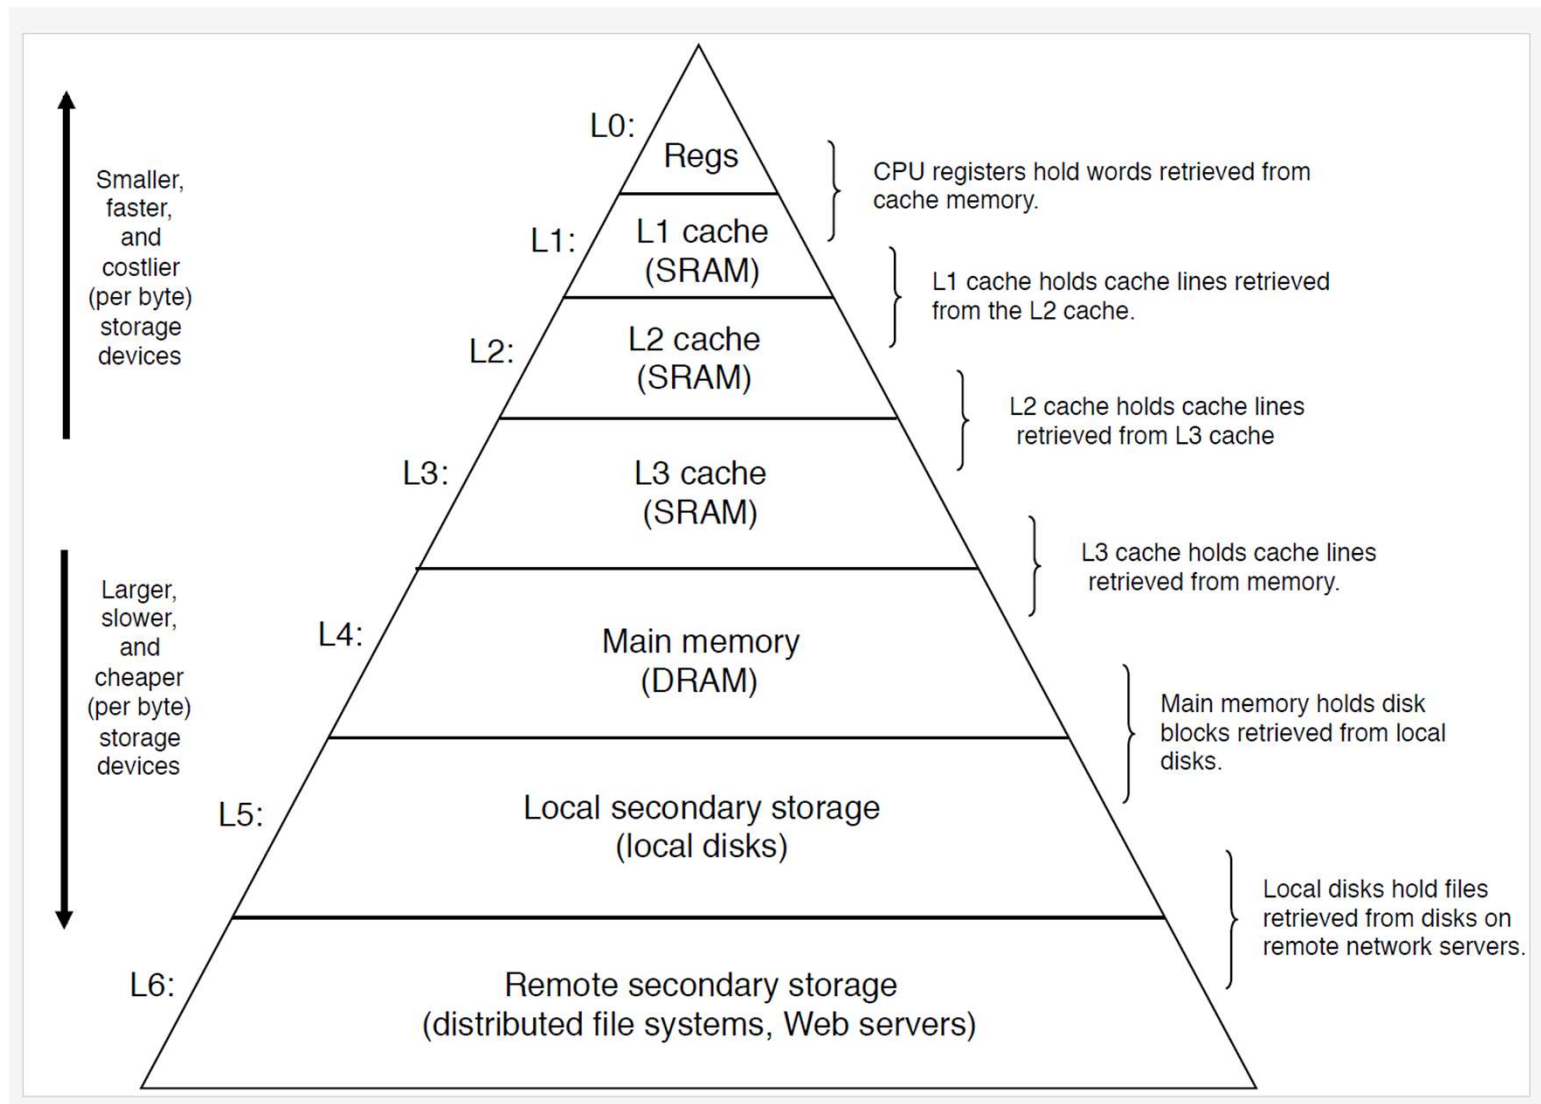 L0:
Regs
CPU registers hold words retrieved from
cache memory.
Smaller,
faster,
and
costlier
(per byte)
storage
devices
L1:
L1 cache
(SRAM)
L1 cache holds cache lines retrieved
from the L2 cache.
L2:
L2 cache
(SRAM)
L2 cache holds cache lines
retrieved from L3 cache
L3:
L3 cache
(SRAM)
L3 cache holds cache lines
retrieved from memory.
Larger,
slower,
and
cheaper
(per byte)
storage
devices
L4:
Main memory
(DRAM)
Main memory holds disk
blocks retrieved from local
disks.
L5:
Local secondary storage
(local disks)
Local disks hold files
retrieved from disks on
remote network servers.
L6:
Remote secondary storage
(distributed file systems, Web servers)